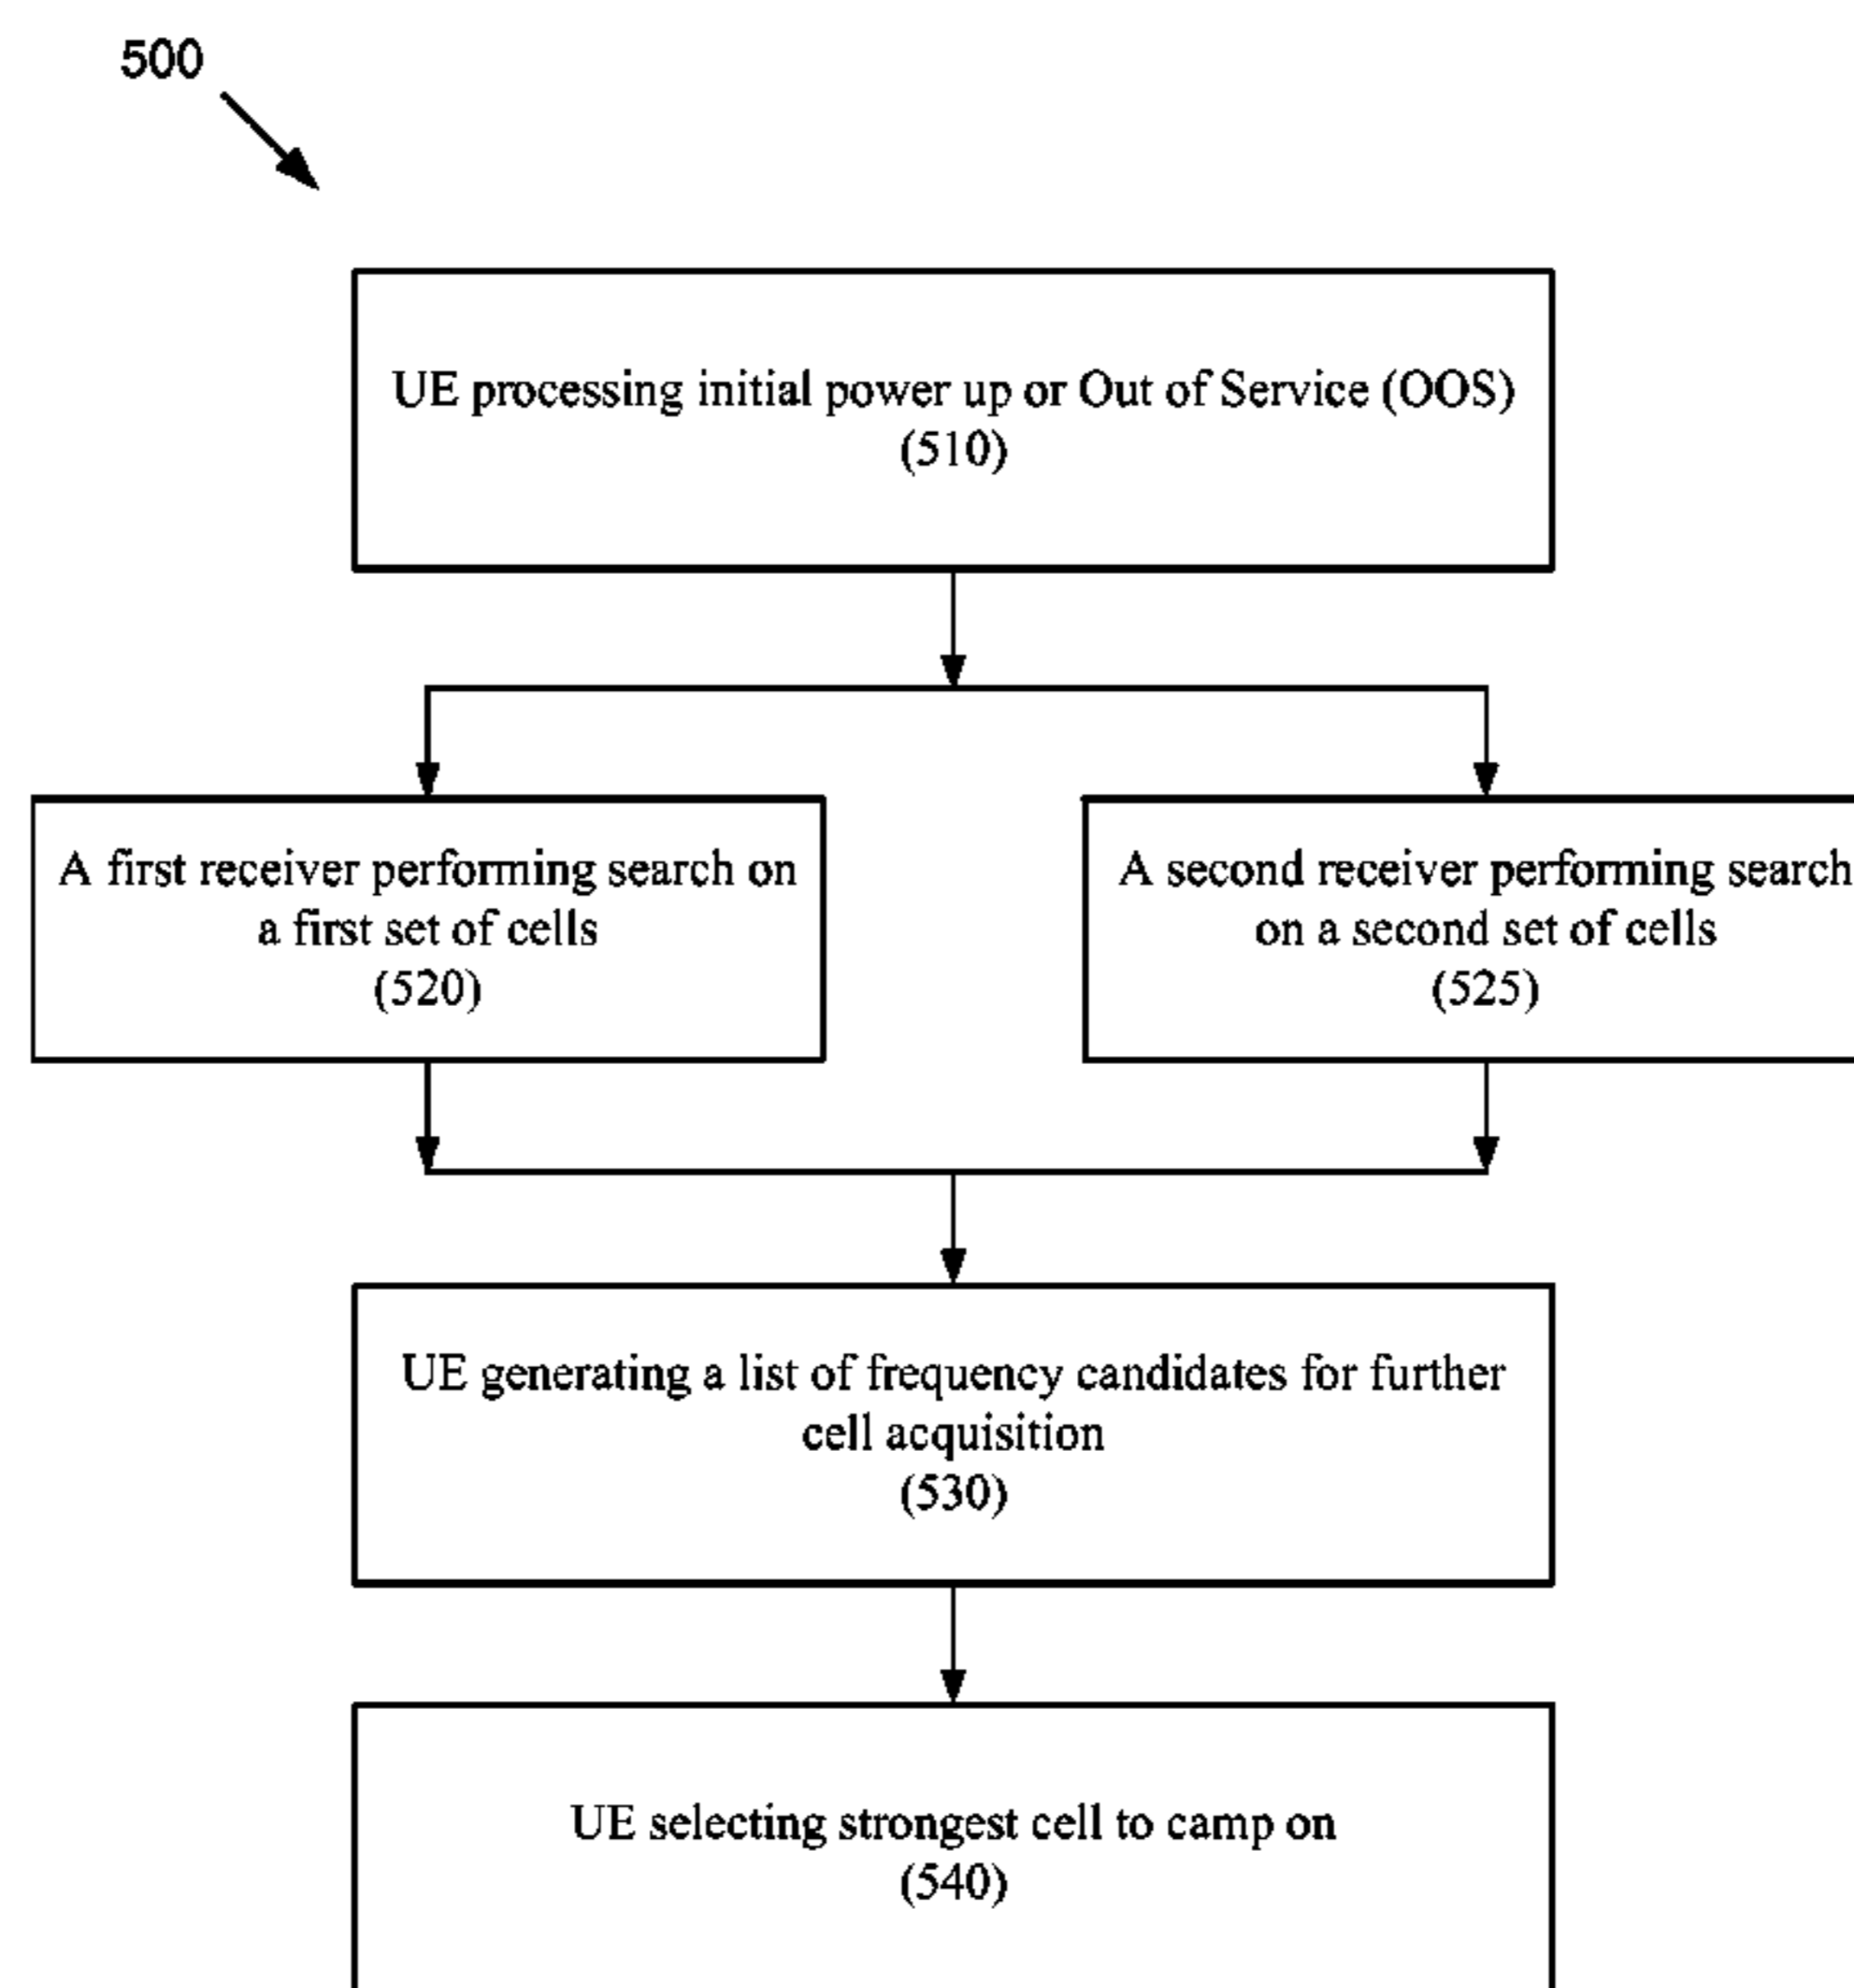 500
UE processing initial power up or Out of Service (OOS)
(510)
A first receiver performing search on
a first set of cells
(520)
A second receiver performing search
on a second set of cells
(525)
UE generating a list of frequency candidates for further
cell acquisition
(530)
UE selecting strongest cell to camp on
(540)